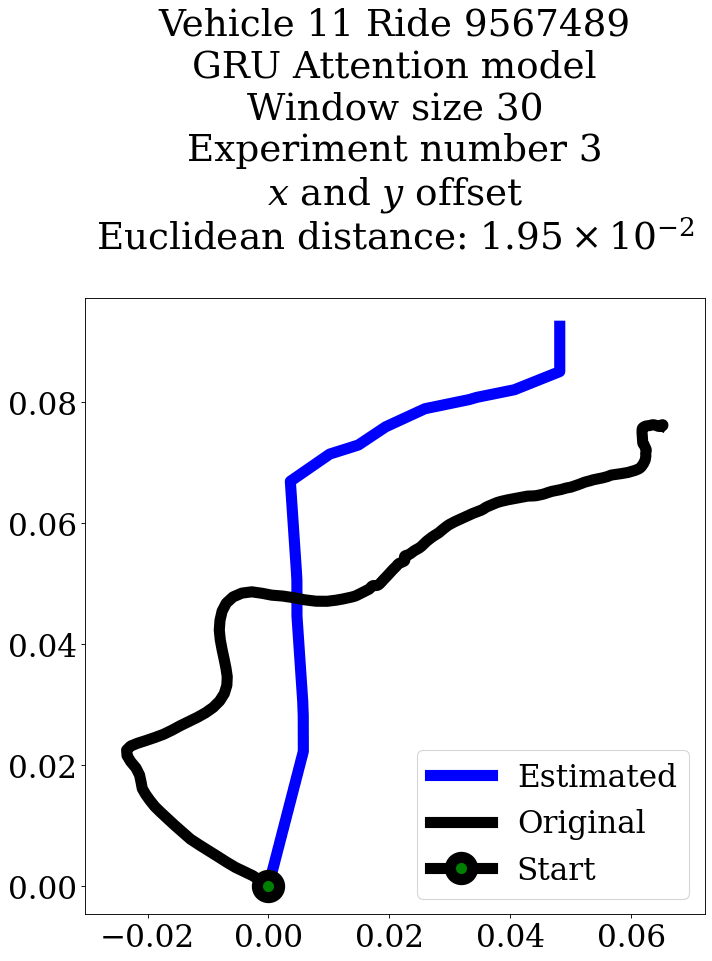 Vehicle 11 Ride 9567489
GRU Attention model
Window size 30
Experiment number 3
x and y offset
Euclidean distance: 1.95 × 10⁻²
0.08
0.06
0.04
0.02
0.00
Estimated
Original
Start
−0.02 0.00 0.02 0.04 0.06